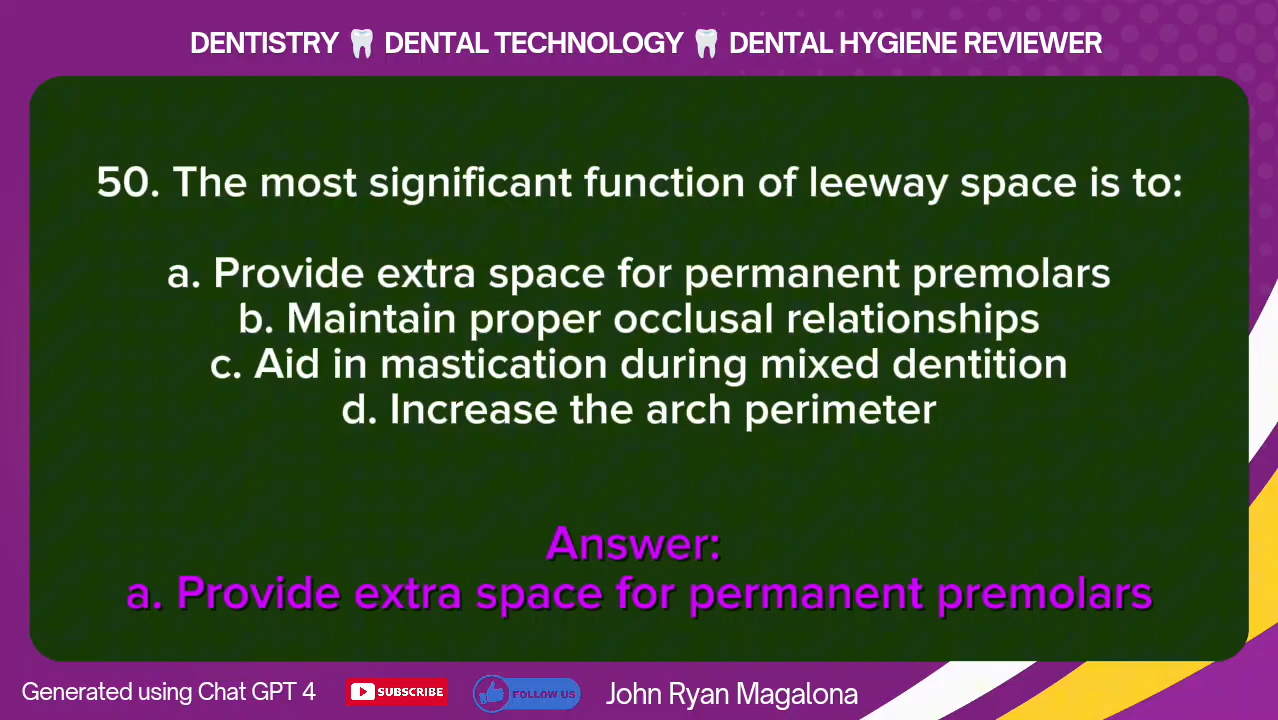 DENTISTRY 🦷 DENTAL TECHNOLOGY 🦷 DENTAL HYGIENE REVIEWER
50. The most significant function of leeway space is to:
a. Provide extra space for permanent premolars
b. Maintain proper occlusal relationships
c. Aid in mastication during mixed dentition
d. Increase the arch perimeter
Answer:
a. Provide extra space for permanent premolars
Generated using Chat GPT 4 SUBSCRIBE FOLLOW US John Ryan Magalona